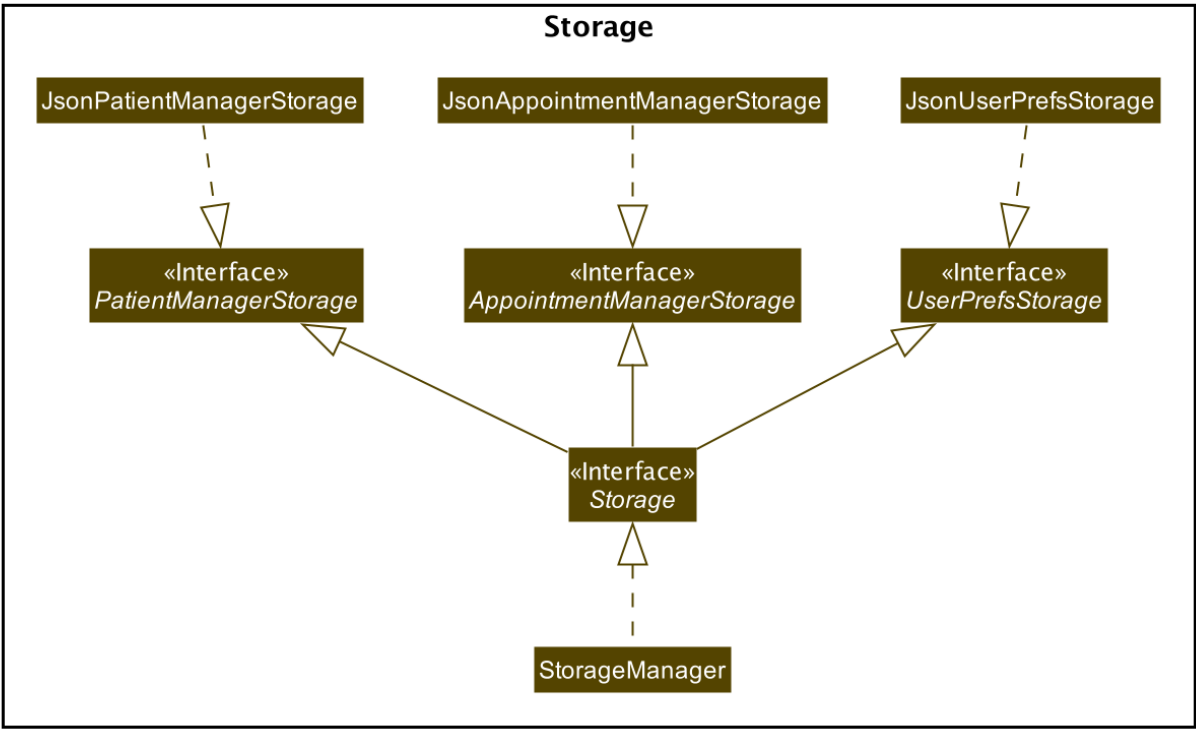 Storage
JsonPatientManagerStorage
JsonAppointmentManagerStorage
JsonUserPrefsStorage
«Interface»
PatientManagerStorage
«Interface»
AppointmentManagerStorage
«Interface»
UserPrefsStorage
«Interface»
Storage
StorageManager